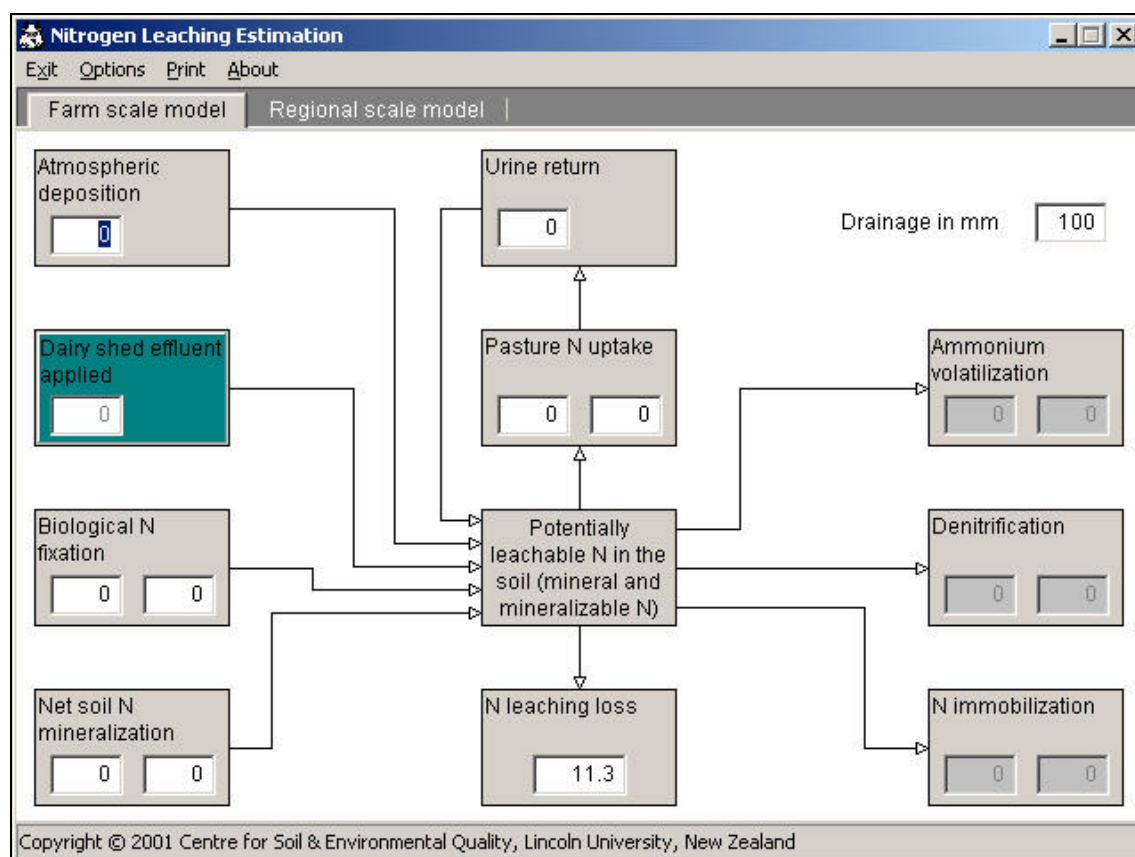 Nitrogen Leaching Estimation
Exit Options Print About
Farm scale model Regional scale model
Atmospheric
deposition
0
Urine return
0
Drainage in mm 100
Dairy shed effluent
applied
0
Pasture N uptake
0 0
Ammonium
volatilization
0 0
Biological N
fixation
0 0
Potentially
leachable N in the
soil (mineral and
mineralizable N)
Denitrification
0 0
Net soil N
mineralization
0 0
N leaching loss
11.3
N immobilization
0 0
Copyright © 2001 Centre for Soil & Environmental Quality, Lincoln University, New Zealand